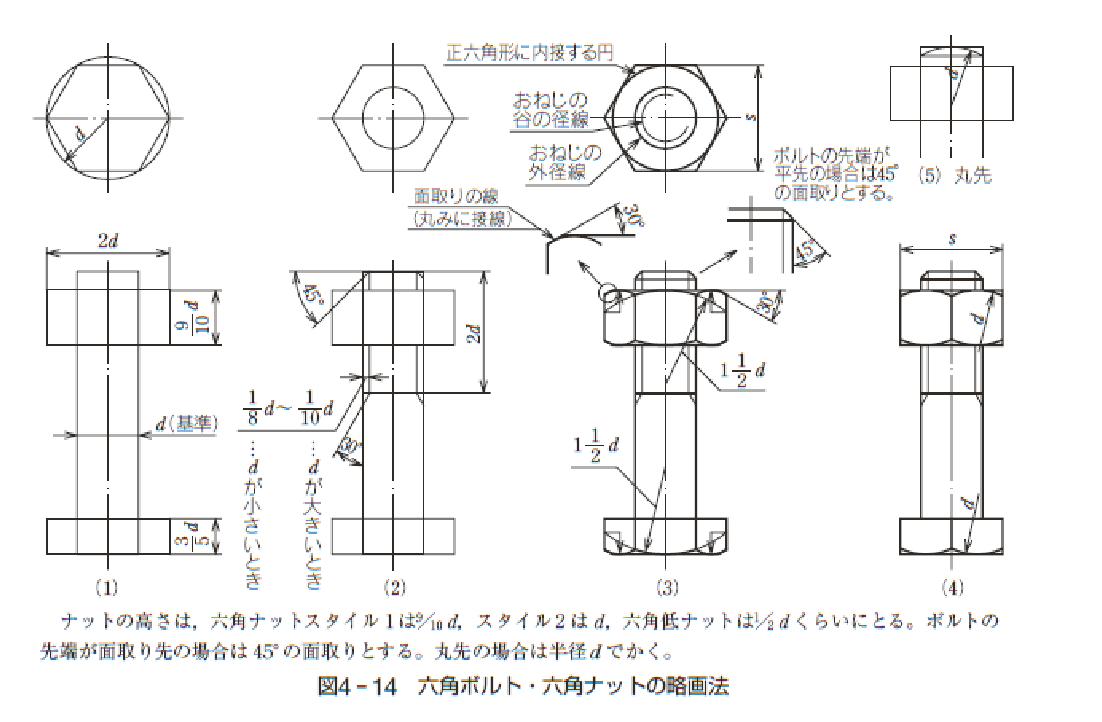 正六角形に内接する円
おねじの
谷の径線
おねじの
外径線
d
s
d
ボルトの先端が
平先の場合は45°
の面取りとする。
(5) 丸先
面取りの線
(丸みに接線)
30°
45°
2d
9/10 d
d(基準)
3/5 d
(1)
45°
2d
1/8 d～1/10 d
30°
…dが小さいとき
…dが大きいとき
(2)
30°
1 1/2 d
1 1/2 d
(3)
s
d
d
(4)
ナットの高さは，六角ナットスタイル1は9/10 d，スタイル2は d，六角低ナットは1/2 d くらいにとる。ボルトの
先端が面取り先の場合は 45° の面取りとする。丸先の場合は半径 d でかく。
図4-14 六角ボルト・六角ナットの略画法